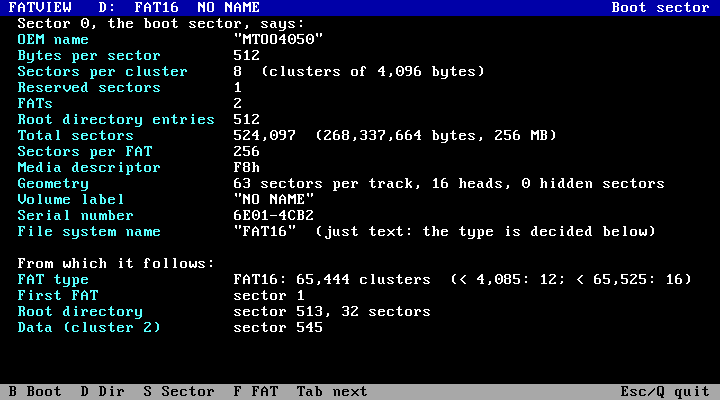 FATVIEW   D:  FAT16  NO NAME                                       Boot sector
 Sector 0, the boot sector, says:
 OEM name                "MTOO4050"
 Bytes per sector        512
 Sectors per cluster     8  (clusters of 4,096 bytes)
 Reserved sectors        1
 FATs                    2
 Root directory entries  512
 Total sectors           524,097  (268,337,664 bytes, 256 MB)
 Sectors per FAT         256
 Media descriptor        F8h
 Geometry                63 sectors per track, 16 heads, 0 hidden sectors
 Volume label            "NO NAME"
 Serial number           6E01-4CB2
 File system name        "FAT16"  (just text: the type is decided below)
 From which it follows:
 FAT type                FAT16: 65,444 clusters  (< 4,085: 12; < 65,525: 16)
 First FAT               sector 1
 Root directory          sector 513, 32 sectors
 Data (cluster 2)        sector 545
B Boot  D Dir  S Sector  F FAT  Tab next                            Esc/Q quit